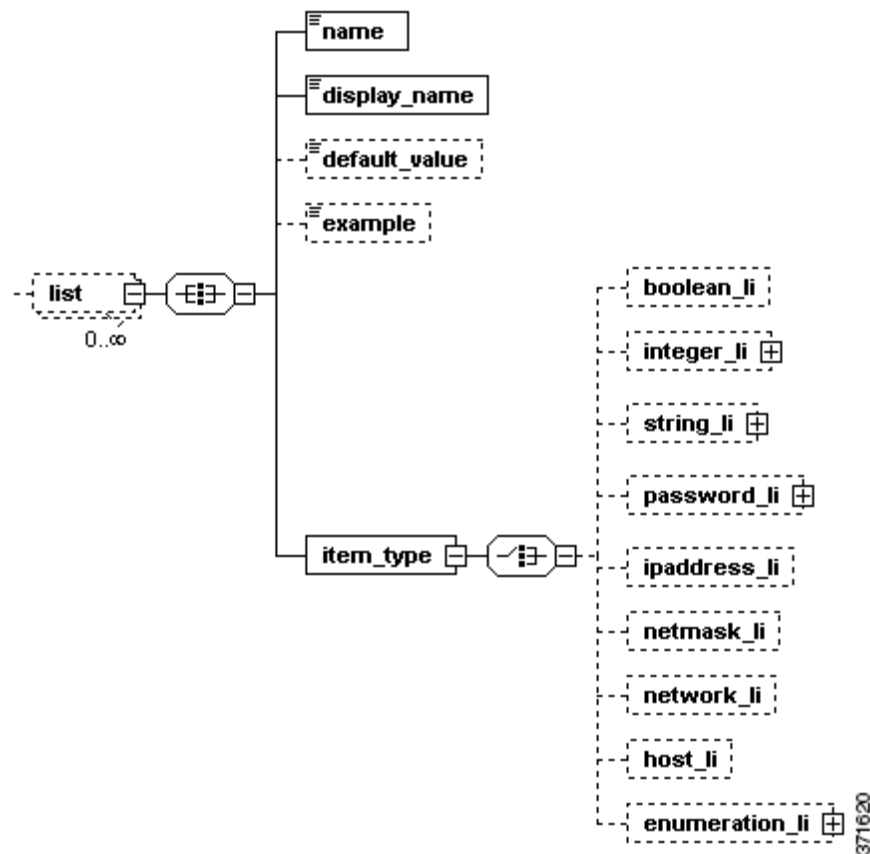 name
display_name
default_value
example
list
0..∞
item_type
boolean_li
integer_li
string_li
password_li
ipaddress_li
netmask_li
network_li
host_li
enumeration_li
371620